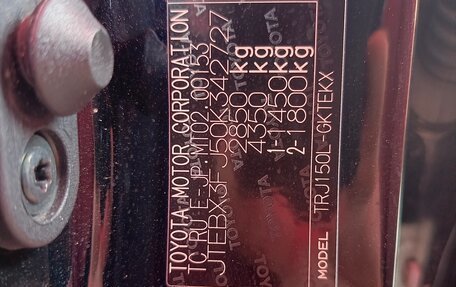 TOYOTA MOTOR CORPORATION
TC RU E-JP.MT02.00153
JTEBX3FJ50K342727
2850 kg
4350 kg
1-1450kg
2-1800kg
MODEL TRJ150L-GKTEKX